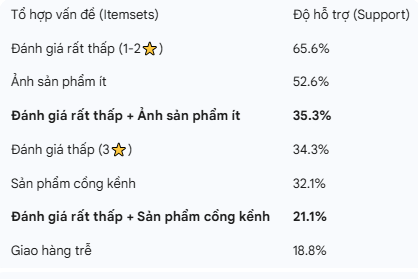 Tổ hợp vấn đề (Itemsets) Độ hỗ trợ (Support)
Đánh giá rất thấp (1-2⭐) 65.6%
Ảnh sản phẩm ít 52.6%
Đánh giá rất thấp + Ảnh sản phẩm ít 35.3%
Đánh giá thấp (3⭐) 34.3%
Sản phẩm cồng kềnh 32.1%
Đánh giá rất thấp + Sản phẩm cồng kềnh 21.1%
Giao hàng trễ 18.8%